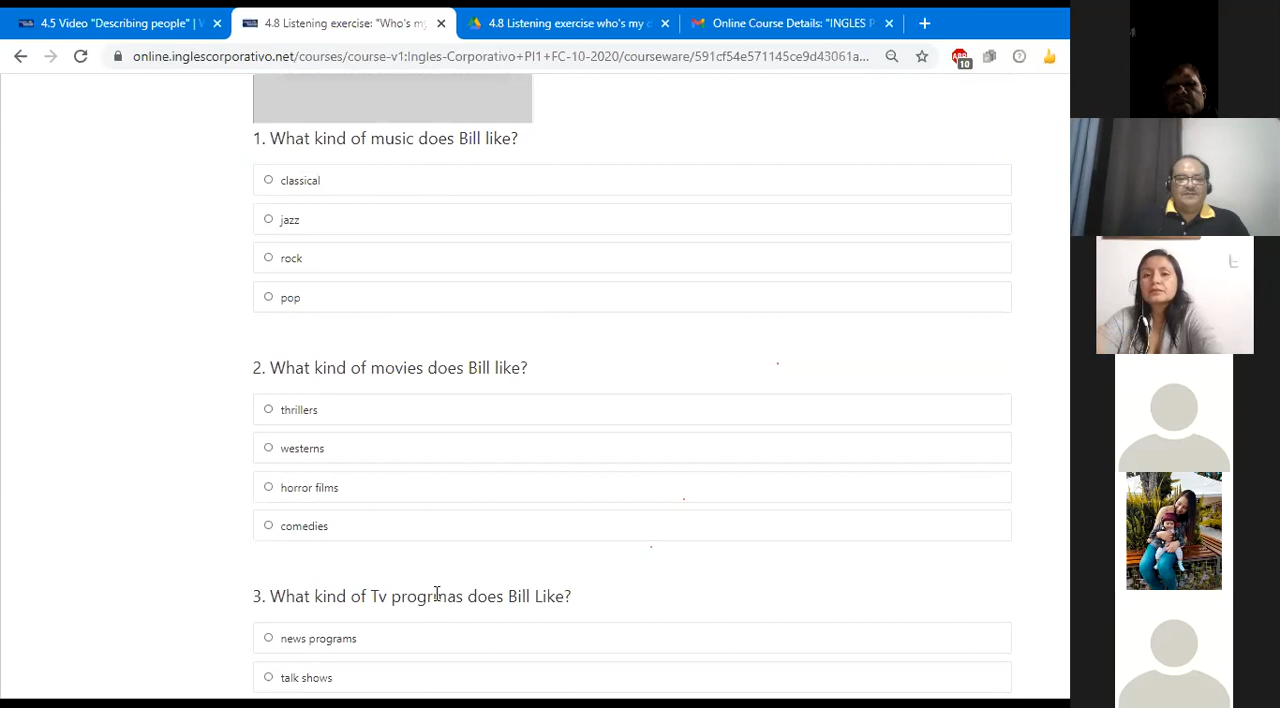 4.5 Video "Describing people" | V
4.8 Listening exercise: "Who's my
4.8 Listening exercise who's my d
Online Course Details: "INGLES P
online.inglescorporativo.net/courses/course-v1:Ingles-Corporativo+PI1+FC-10-2020/courseware/591cf54e571145ce9d43061a...
10
1. What kind of music does Bill like?
classical
jazz
rock
pop
2. What kind of movies does Bill like?
thrillers
westerns
horror films
comedies
3. What kind of Tv progrmas does Bill Like?
news programs
talk shows